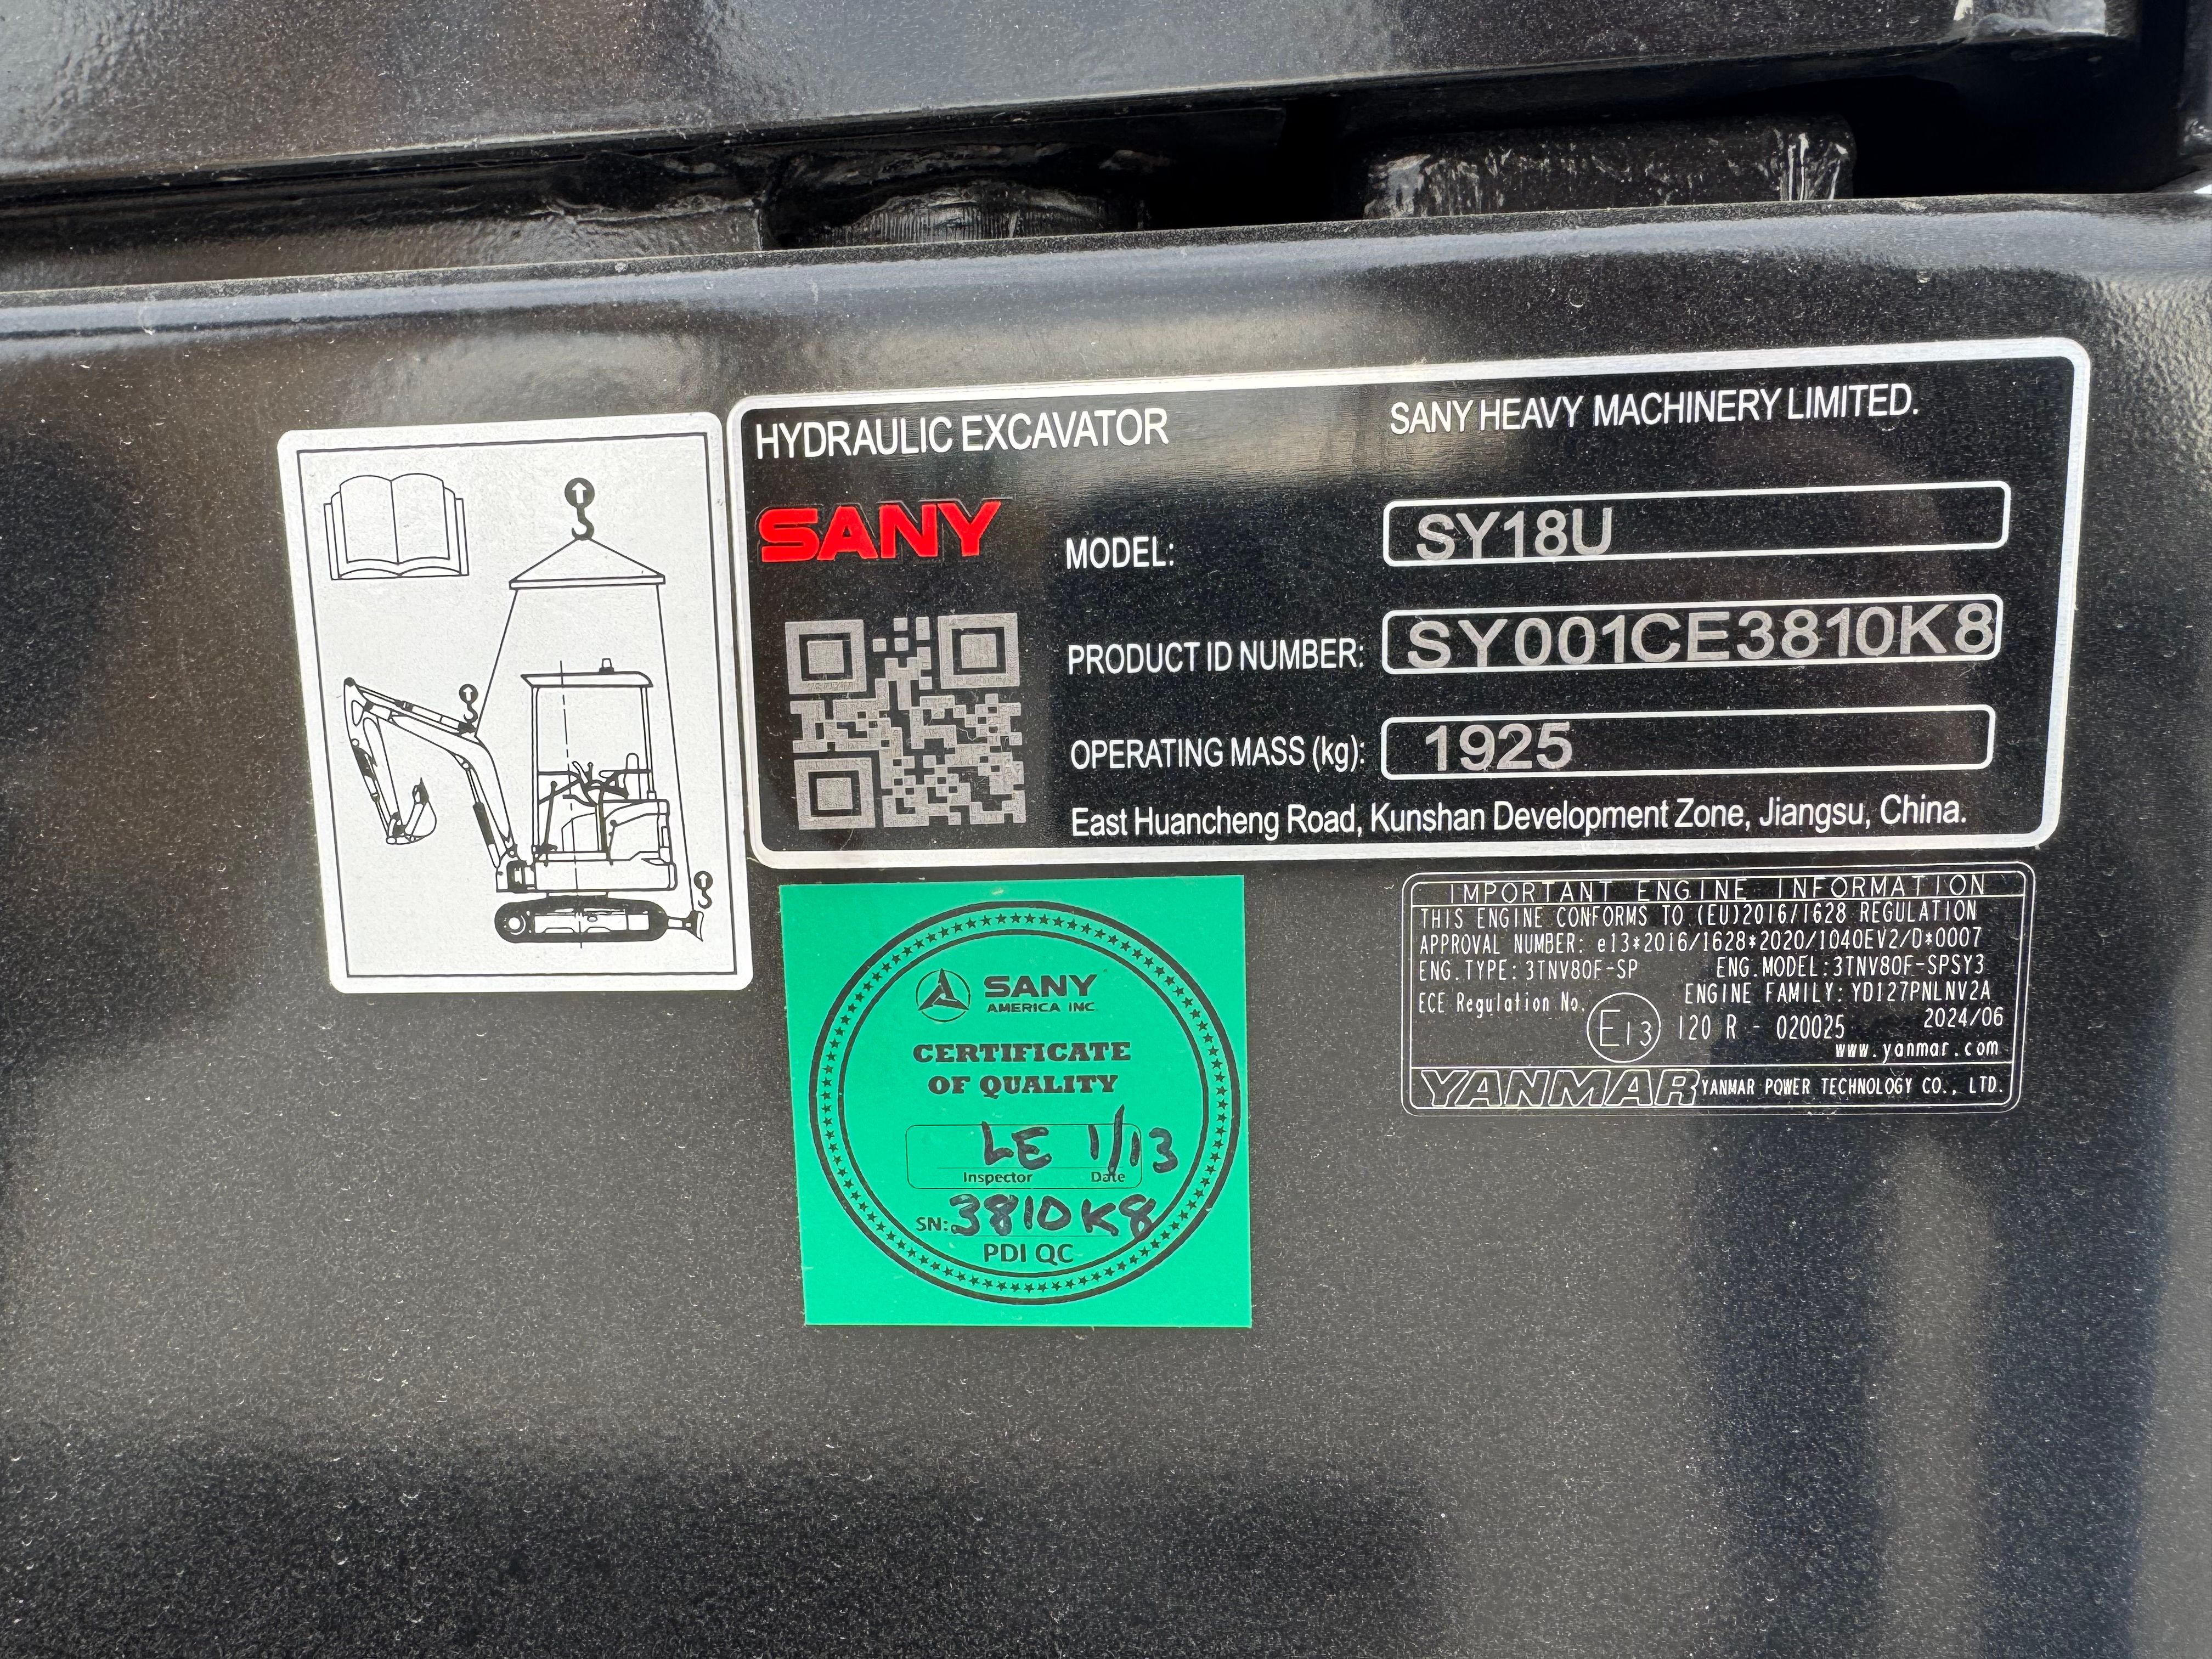 HYDRAULIC EXCAVATOR
SANY HEAVY MACHINERY LIMITED.
SANY
MODEL: SY18U
PRODUCT ID NUMBER: SY001CE3810K8
OPERATING MASS (kg): 1925
East Huancheng Road, Kunshan Development Zone, Jiangsu, China.
SANY
AMERICA INC
CERTIFICATE
OF QUALITY
LE 1/13
Inspector Date
SN: 3810K8
PDI QC
IMPORTANT ENGINE INFORMATION
THIS ENGINE CONFORMS TO (EU)2016/1628 REGULATION
APPROVAL NUMBER: e13*2016/1628*2020/1040EV2/D*0007
ENG.TYPE: 3TNV80F-SP ENG.MODEL:3TNV80F-SPSY3
ENGINE FAMILY: YD127PNLNV2A
ECE Regulation No. E13 120 R - 020025 2024/06
www.yanmar.com
YANMAR YANMAR POWER TECHNOLOGY CO., LTD.